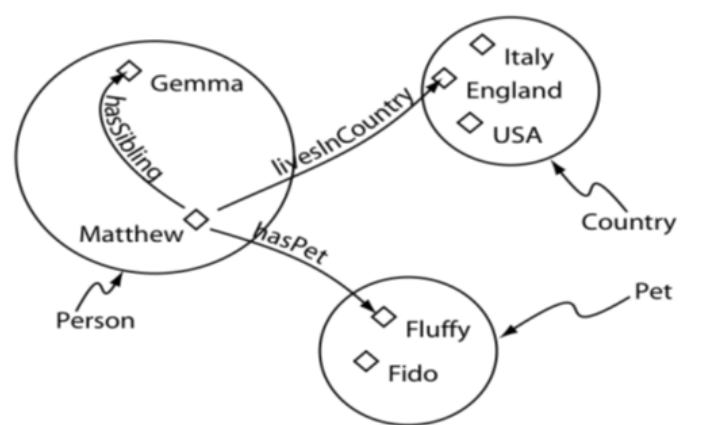 Gemma
hasSibling
Matthew
Person
livesInCountry
Italy
England
USA
Country
hasPet
Fluffy
Fido
Pet